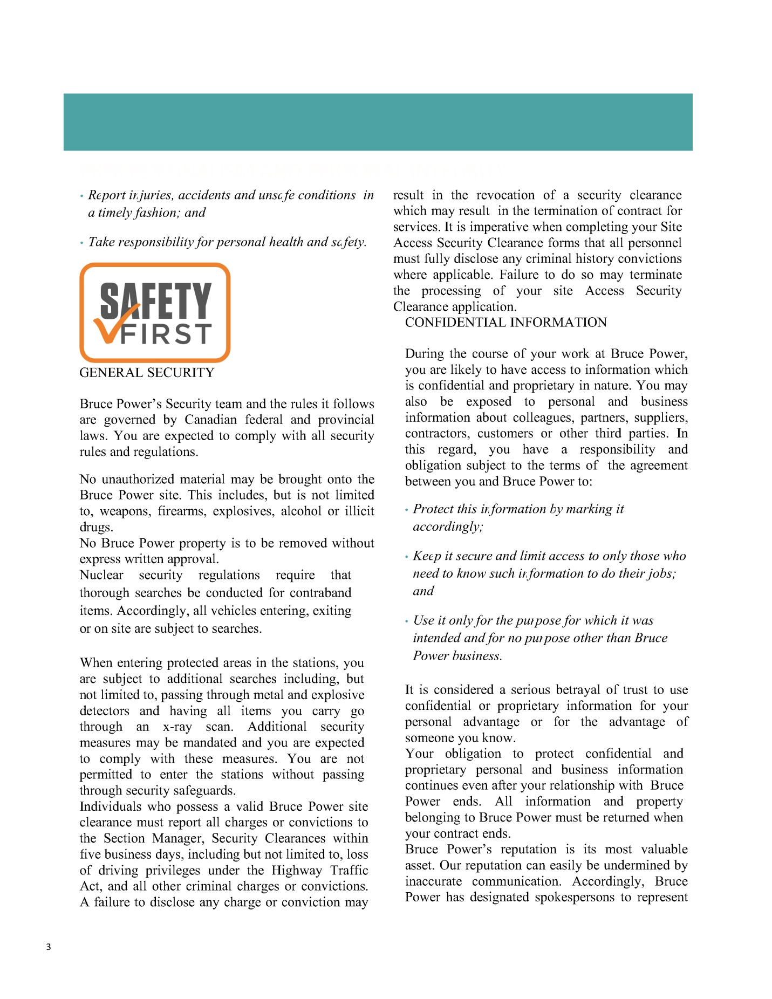 • Report injuries, accidents and unsafe conditions in
a timely fashion; and
• Take responsibility for personal health and safety.
SAFETY
FIRST
GENERAL SECURITY
Bruce Power’s Security team and the rules it follows
are governed by Canadian federal and provincial
laws. You are expected to comply with all security
rules and regulations.
No unauthorized material may be brought onto the
Bruce Power site. This includes, but is not limited
to, weapons, firearms, explosives, alcohol or illicit
drugs.
No Bruce Power property is to be removed without
express written approval.
Nuclear security regulations require that
thorough searches be conducted for contraband
items. Accordingly, all vehicles entering, exiting
or on site are subject to searches.
When entering protected areas in the stations, you
are subject to additional searches including, but
not limited to, passing through metal and explosive
detectors and having all items you carry go
through an x-ray scan. Additional security
measures may be mandated and you are expected
to comply with these measures. You are not
permitted to enter the stations without passing
through security safeguards.
Individuals who possess a valid Bruce Power site
clearance must report all charges or convictions to
the Section Manager, Security Clearances within
five business days, including but not limited to, loss
of driving privileges under the Highway Traffic
Act, and all other criminal charges or convictions.
A failure to disclose any charge or conviction may
result in the revocation of a security clearance
which may result in the termination of contract for
services. It is imperative when completing your Site
Access Security Clearance forms that all personnel
must fully disclose any criminal history convictions
where applicable. Failure to do so may terminate
the processing of your site Access Security
Clearance application.
CONFIDENTIAL INFORMATION
During the course of your work at Bruce Power,
you are likely to have access to information which
is confidential and proprietary in nature. You may
also be exposed to personal and business
information about colleagues, partners, suppliers,
contractors, customers or other third parties. In
this regard, you have a responsibility and
obligation subject to the terms of the agreement
between you and Bruce Power to:
• Protect this information by marking it
accordingly;
• Keep it secure and limit access to only those who
need to know such information to do their jobs;
and
• Use it only for the purpose for which it was
intended and for no purpose other than Bruce
Power business.
It is considered a serious betrayal of trust to use
confidential or proprietary information for your
personal advantage or for the advantage of
someone you know.
Your obligation to protect confidential and
proprietary personal and business information
continues even after your relationship with Bruce
Power ends. All information and property
belonging to Bruce Power must be returned when
your contract ends.
Bruce Power’s reputation is its most valuable
asset. Our reputation can easily be undermined by
inaccurate communication. Accordingly, Bruce
Power has designated spokespersons to represent
3